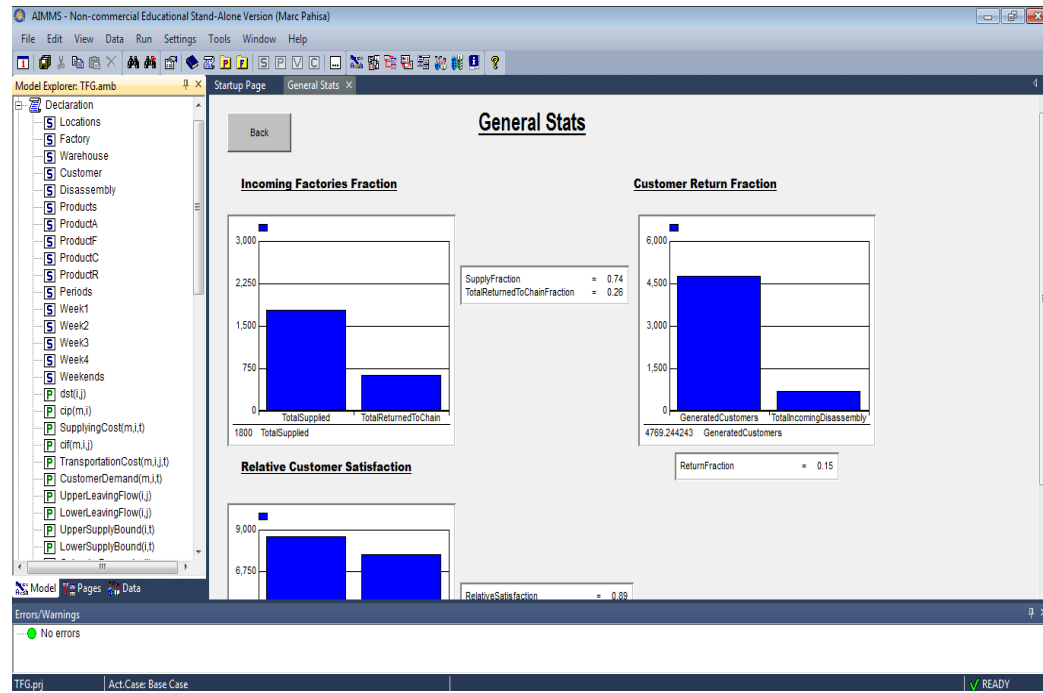 AIMMS - Non-commercial Educational Stand-Alone Version (Marc Pahisa)
File Edit View Data Run Settings Tools Window Help
Model Explorer: TFG.amb
Startup Page General Stats
Declaration
S Locations
S Factory
S Warehouse
S Customer
S Disassembly
S Products
S ProductA
S ProductF
S ProductC
S ProductR
S Periods
S Week1
S Week2
S Week3
S Week4
S Weekends
P dst(i,j)
P cip(m,i)
P SupplyingCost(m,i,t)
P cif(m,i,j)
P TransportationCost(m,i,j,t)
P CustomerDemand(m,i,t)
P UpperLeavingFlow(i,j)
P LowerLeavingFlow(i,j)
P UpperSupplyBound(i,t)
P LowerSupplyBound(i,t)
Model Pages Data
Back
General Stats
Incoming Factories Fraction
3,000
2,250
1,500
750
0
TotalSupplied TotalReturnedToChain
1800 TotalSupplied
SupplyFraction = 0.74
TotalReturnedToChainFraction = 0.26
Customer Return Fraction
6,000
4,500
3,000
1,500
0
GeneratedCustomers TotalIncomingDisassembly
4769.244243 GeneratedCustomers
ReturnFraction = 0.15
Relative Customer Satisfaction
9,000
6,750
RelativeSatisfaction = 0.89
Errors/Warnings
No errors
TFG.prj Act.Case: Base Case READY